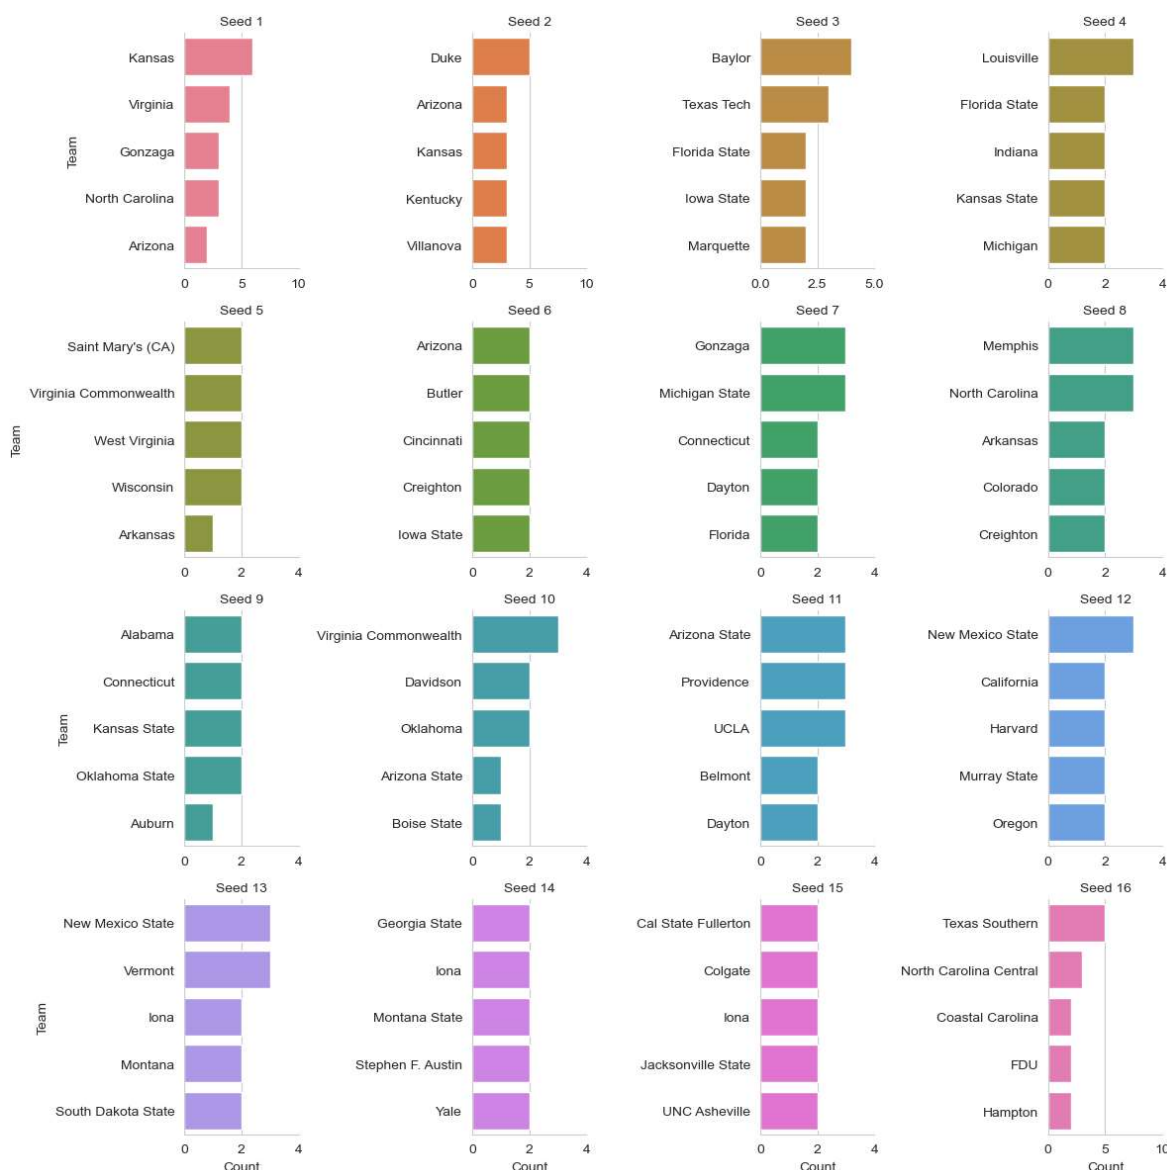 Seed 1
Team
Kansas
Virginia
Gonzaga
North Carolina
Arizona
0 5 10
Seed 2
Duke
Arizona
Kansas
Kentucky
Villanova
0 5 10
Seed 3
Baylor
Texas Tech
Florida State
Iowa State
Marquette
0.0 2.5 5.0
Seed 4
Louisville
Florida State
Indiana
Kansas State
Michigan
0 2 4
Seed 5
Team
Saint Mary's (CA)
Virginia Commonwealth
West Virginia
Wisconsin
Arkansas
0 2 4
Seed 6
Arizona
Butler
Cincinnati
Creighton
Iowa State
0 2 4
Seed 7
Gonzaga
Michigan State
Connecticut
Dayton
Florida
0 2 4
Seed 8
Memphis
North Carolina
Arkansas
Colorado
Creighton
0 2 4
Seed 9
Team
Alabama
Connecticut
Kansas State
Oklahoma State
Auburn
0 2 4
Seed 10
Virginia Commonwealth
Davidson
Oklahoma
Arizona State
Boise State
0 2 4
Seed 11
Arizona State
Providence
UCLA
Belmont
Dayton
0 2 4
Seed 12
New Mexico State
California
Harvard
Murray State
Oregon
0 2 4
Seed 13
Team
New Mexico State
Vermont
Iona
Montana
South Dakota State
0 2 4
Count
Seed 14
Georgia State
Iona
Montana State
Stephen F. Austin
Yale
0 2 4
Count
Seed 15
Cal State Fullerton
Colgate
Iona
Jacksonville State
UNC Asheville
0 2 4
Count
Seed 16
Texas Southern
North Carolina Central
Coastal Carolina
FDU
Hampton
0 5 10
Count